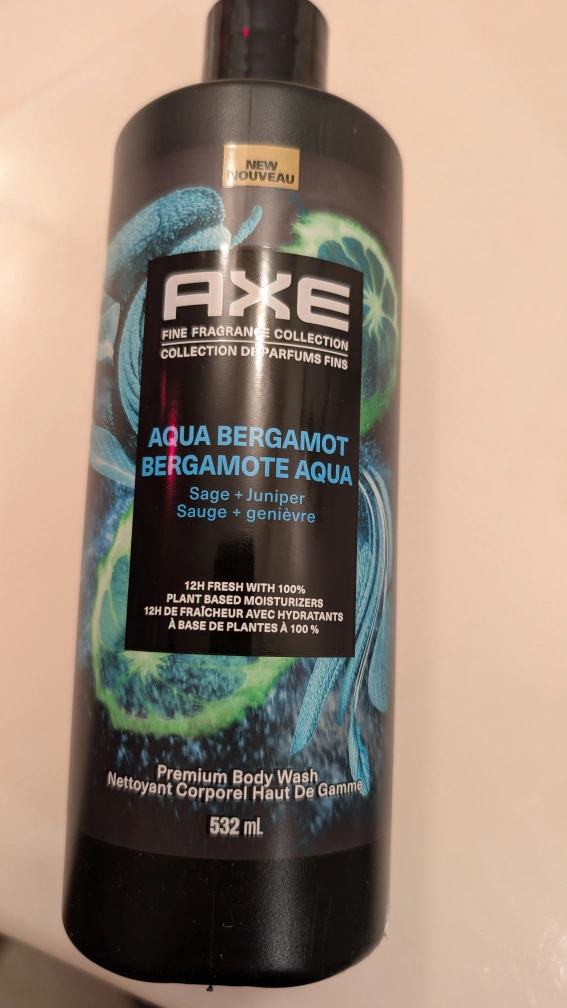 NEW
NOUVEAU
AXE
FINE FRAGRANCE COLLECTION
COLLECTION DE PARFUMS FINS
AQUA BERGAMOT
BERGAMOTE AQUA
Sage + Juniper
Sauge + genièvre
12H FRESH WITH 100%
PLANT BASED MOISTURIZERS
12H DE FRAÎCHEUR AVEC HYDRATANTS
À BASE DE PLANTES À 100 %
Premium Body Wash
Nettoyant Corporel Haut De Gamme
532 mL